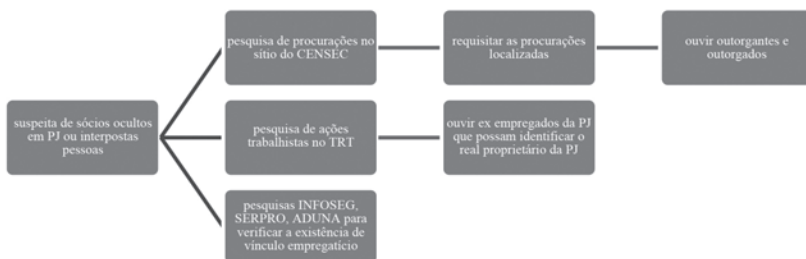 pesquisa de procurações no
sítio do CENSEC
requisitar as procurações
localizadas
ouvir outorgantes e
outorgados
suspeita de sócios ocultos
em PJ ou interpostas
pessoas
pesquisa de ações
trabalhistas no TRT
ouvir ex empregados da PJ
que possam identificar o
real proprietário da PJ
pesquisas INFOSEG,
SERPRO, ADUNA para
verificar a existência de
vínculo empregatício